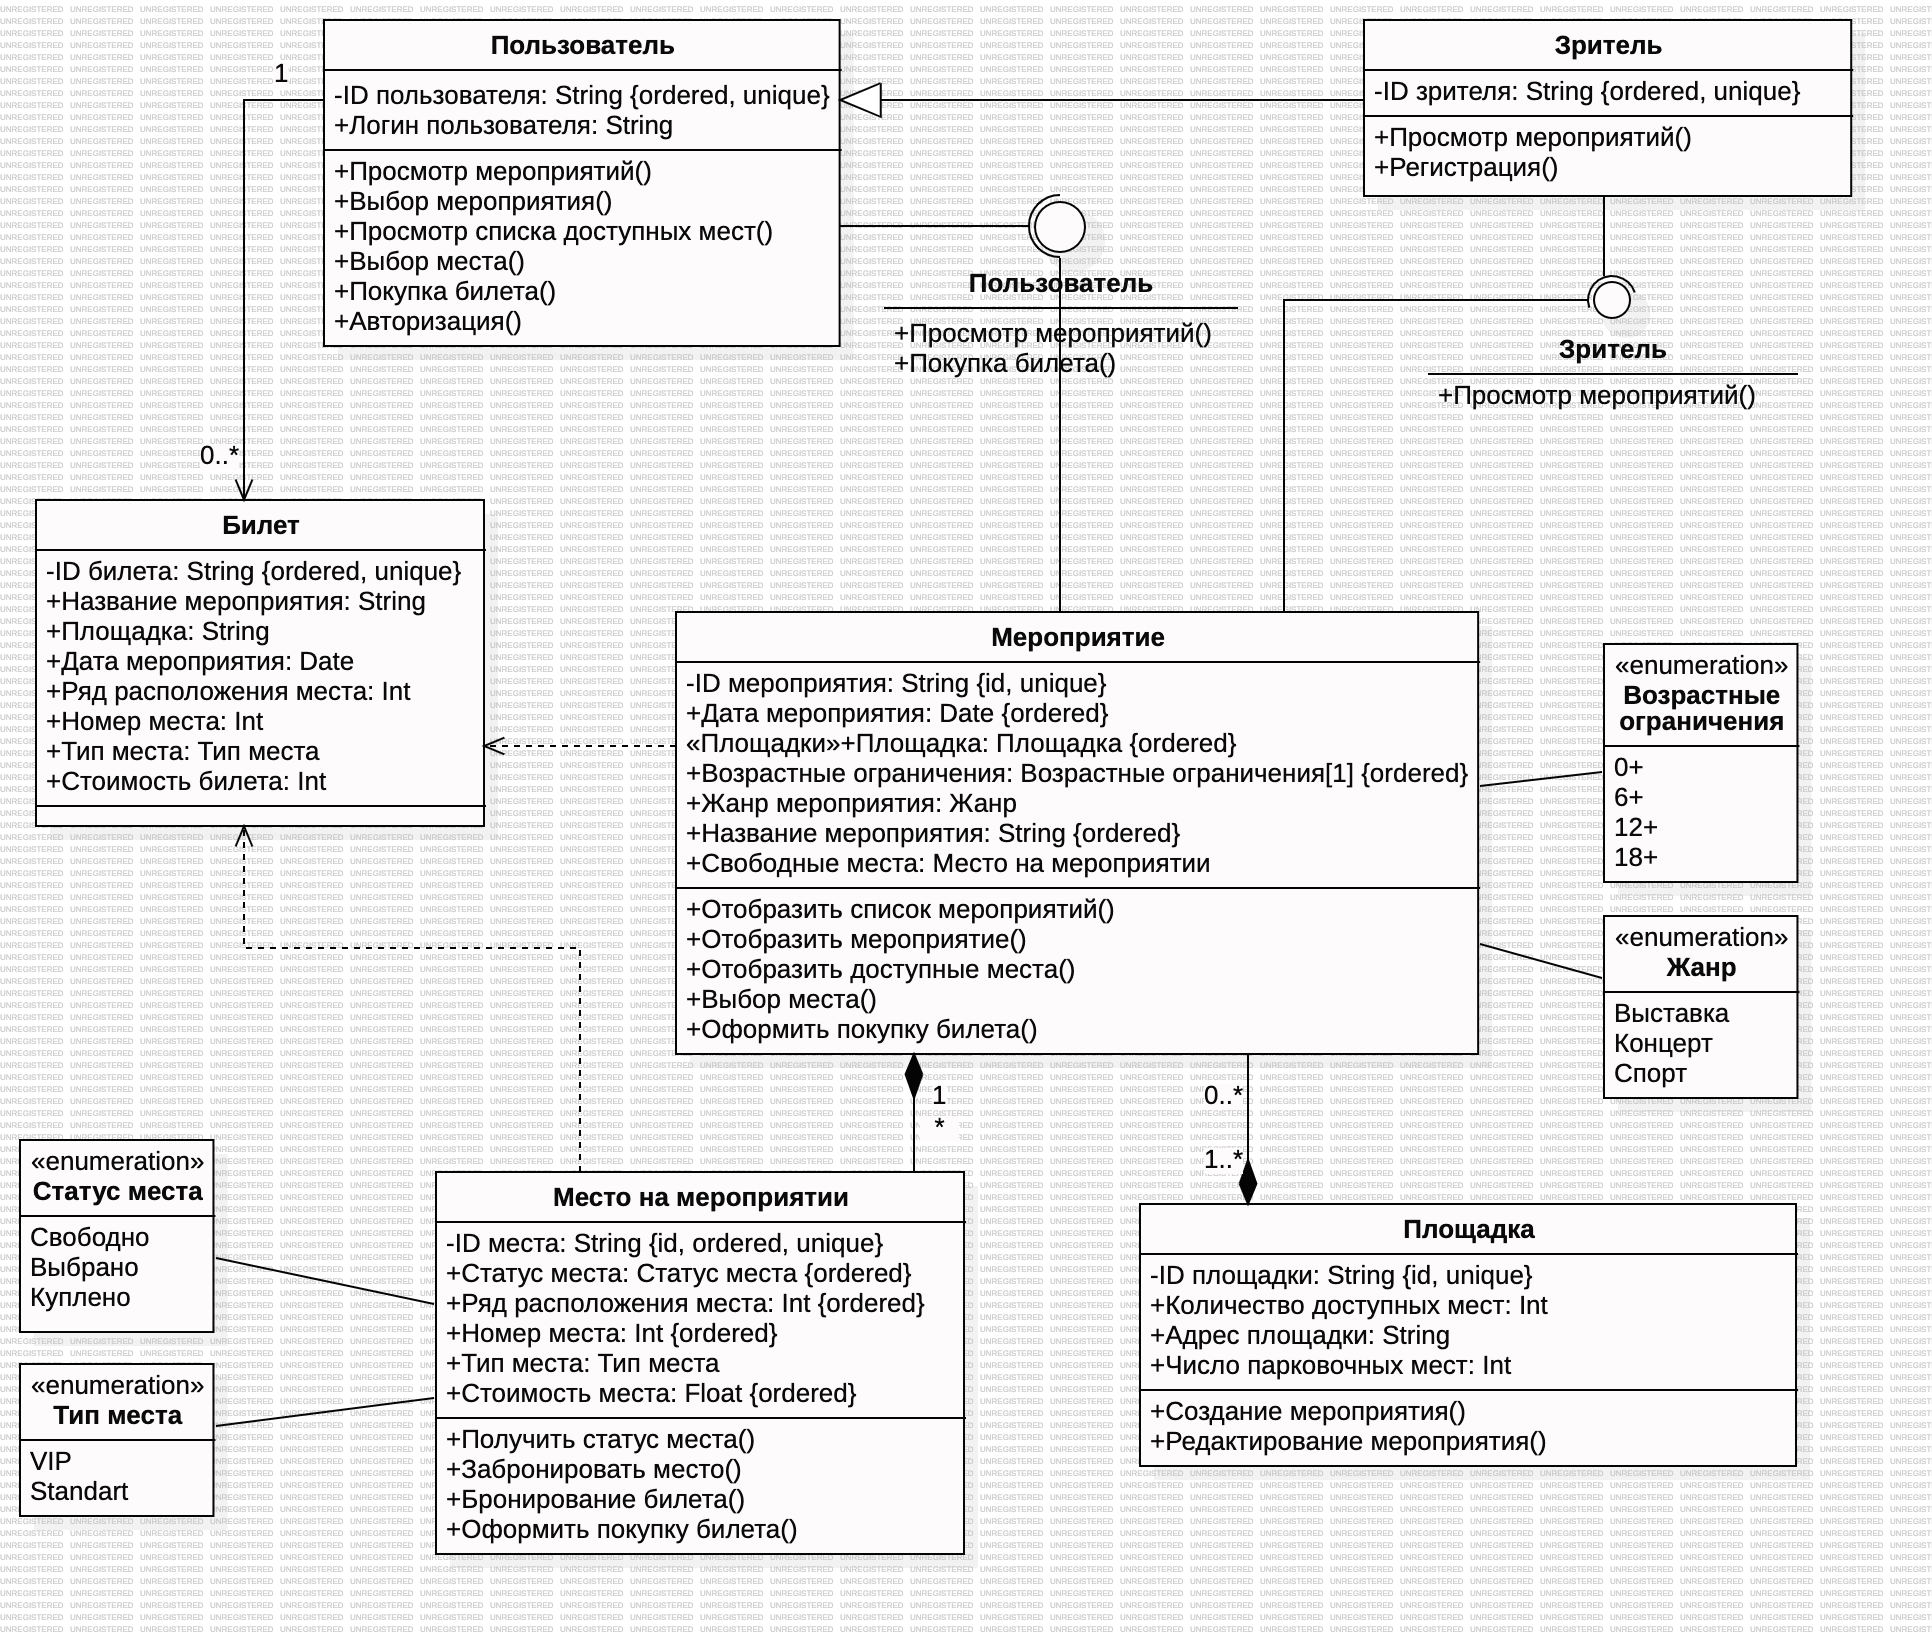 Пользователь
-ID пользователя: String {ordered, unique}
+Логин пользователя: String
+Просмотр мероприятий()
+Выбор мероприятия()
+Просмотр списка доступных мест()
+Выбор места()
+Покупка билета()
+Авторизация()
Зритель
-ID зрителя: String {ordered, unique}
+Просмотр мероприятий()
+Регистрация()
1
0..*
Пользователь
+Просмотр мероприятий()
+Покупка билета()
Зритель
+Просмотр мероприятий()
Билет
-ID билета: String {ordered, unique}
+Название мероприятия: String
+Площадка: String
+Дата мероприятия: Date
+Ряд расположения места: Int
+Номер места: Int
+Тип места: Тип места
+Стоимость билета: Int
Мероприятие
-ID мероприятия: String {id, unique}
+Дата мероприятия: Date {ordered}
«Площадки»+Площадка: Площадка {ordered}
+Возрастные ограничения: Возрастные ограничения[1] {ordered}
+Жанр мероприятия: Жанр
+Название мероприятия: String {ordered}
+Свободные места: Место на мероприятии
+Отобразить список мероприятий()
+Отобразить мероприятие()
+Отобразить доступные места()
+Выбор места()
+Оформить покупку билета()
«enumeration»
Возрастные
ограничения
0+
6+
12+
18+
«enumeration»
Жанр
Выставка
Концерт
Спорт
1
*
0..*
1..*
«enumeration»
Статус места
Свободно
Выбрано
Куплено
«enumeration»
Тип места
VIP
Standart
Место на мероприятии
-ID места: String {id, ordered, unique}
+Статус места: Статус места {ordered}
+Ряд расположения места: Int {ordered}
+Номер места: Int {ordered}
+Тип места: Тип места
+Стоимость места: Float {ordered}
+Получить статус места()
+Забронировать место()
+Бронирование билета()
+Оформить покупку билета()
Площадка
-ID площадки: String {id, unique}
+Количество доступных мест: Int
+Адрес площадки: String
+Число парковочных мест: Int
+Создание мероприятия()
+Редактирование мероприятия()
UNREGISTERED